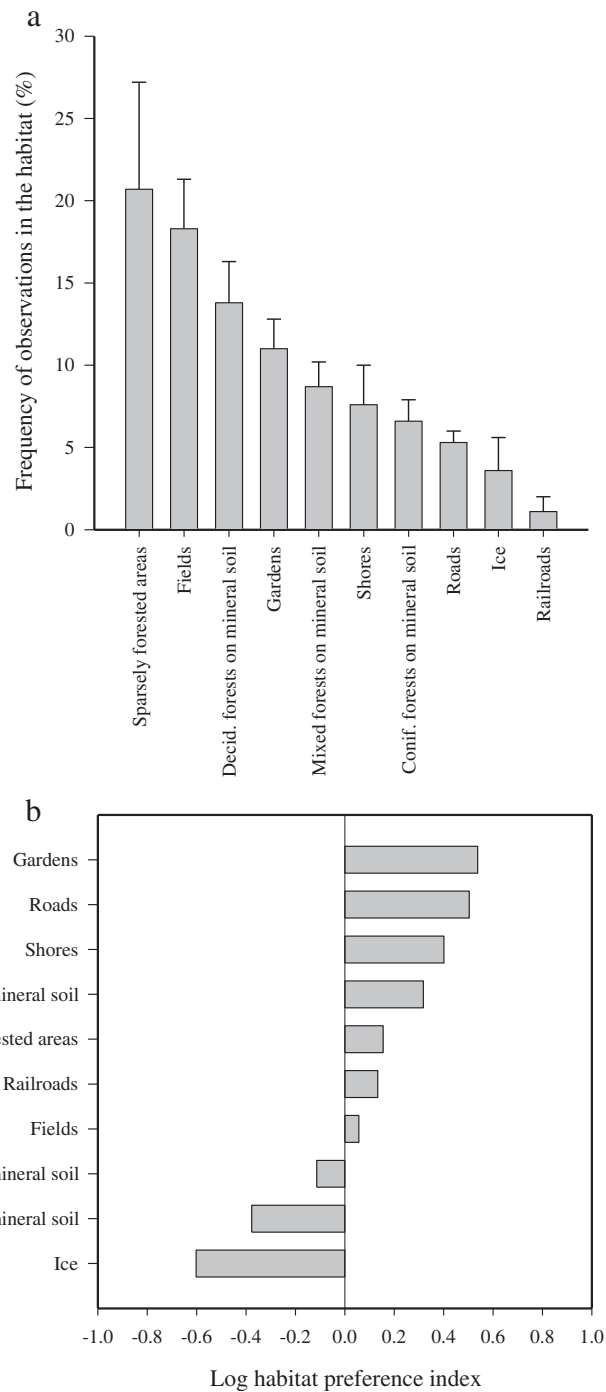 a
Frequency of observations in the habitat (%)
30
25
20
15
10
5
0
Sparsely forested areas
Fields
Decid. forests on mineral soil
Gardens
Mixed forests on mineral soil
Shores
Conif. forests on mineral soil
Roads
Ice
Railroads
b
Gardens
Roads
Shores
mineral soil
ested areas
Railroads
Fields
mineral soil
mineral soil
Ice
-1.0 -0.8 -0.6 -0.4 -0.2 0.0 0.2 0.4 0.6 0.8 1.0
Log habitat preference index